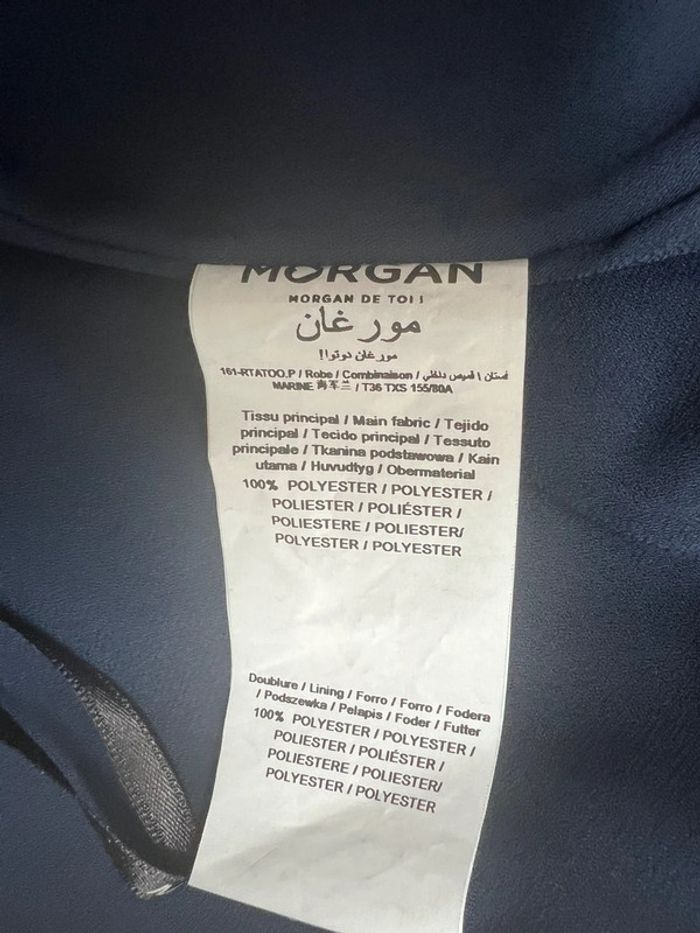 MORGAN
MORGAN DE TOI !
مورغان
مورغان دوتوا!
161-RTATOO.P / Robe / Combinaison / فستان \ قميص داخلي
MARINE 海军兰 / T36 TXS 155/80A
Tissu principal / Main fabric / Tejido
principal / Tecido principal / Tessuto
principale / Tkanina podstawowa / Kain
utama / Huvudtyg / Obermaterial
100% POLYESTER / POLYESTER /
POLIESTER / POLIÉSTER /
POLIESTERE / POLIESTER/
POLYESTER / POLYESTER
Doublure / Lining / Forro / Forro / Fodera
/ Podszewka / Pelapis / Foder / Futter
100% POLYESTER / POLYESTER /
POLIESTER / POLIÉSTER /
POLIESTERE / POLIESTER/
POLYESTER / POLYESTER